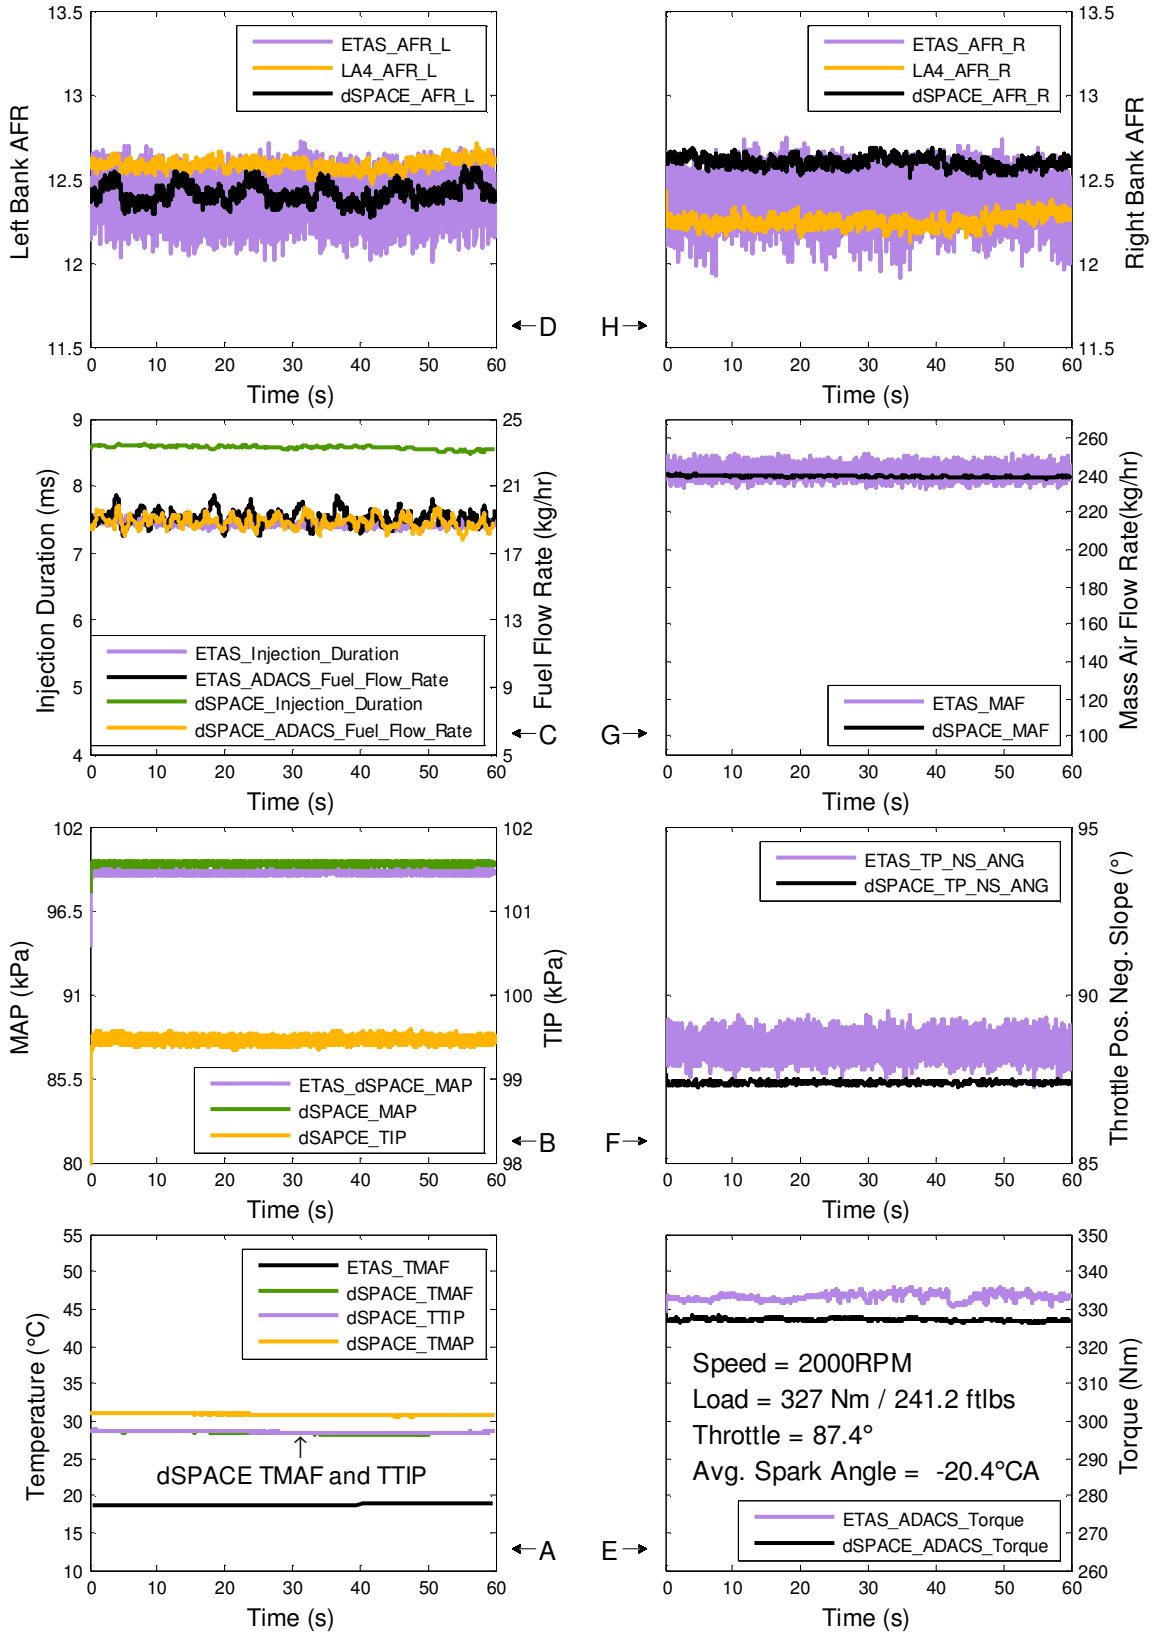 13.5
13
12.5
12
11.5
Left Bank AFR
ETAS_AFR_L
LA4_AFR_L
dSPACE_AFR_L
0 10 20 30 40 50 60
Time (s)
←D
13.5
13
12.5
12
11.5
Right Bank AFR
ETAS_AFR_R
LA4_AFR_R
dSPACE_AFR_R
0 10 20 30 40 50 60
Time (s)
H→
9
8
7
6
5
4
Injection Duration (ms)
25
21
17
13
9
5
Fuel Flow Rate (kg/hr)
ETAS_Injection_Duration
ETAS_ADACS_Fuel_Flow_Rate
dSPACE_Injection_Duration
dSPACE_ADACS_Fuel_Flow_Rate
0 10 20 30 40 50 60
Time (s)
←C
260
240
220
200
180
160
140
120
100
Mass Air Flow Rate(kg/hr)
ETAS_MAF
dSPACE_MAF
0 10 20 30 40 50 60
Time (s)
G→
102
96.5
91
85.5
80
MAP (kPa)
102
101
100
99
98
TIP (kPa)
ETAS_dSPACE_MAP
dSPACE_MAP
dSAPCE_TIP
0 10 20 30 40 50 60
Time (s)
←B
95
90
85
Throttle Pos. Neg. Slope (°)
ETAS_TP_NS_ANG
dSPACE_TP_NS_ANG
0 10 20 30 40 50 60
Time (s)
F→
55
50
45
40
35
30
25
20
15
10
Temperature (°C)
ETAS_TMAF
dSPACE_TMAF
dSPACE_TTIP
dSPACE_TMAP
dSPACE TMAF and TTIP
0 10 20 30 40 50 60
Time (s)
←A
350
340
330
320
310
300
290
280
270
260
Torque (Nm)
Speed = 2000RPM
Load = 327 Nm / 241.2 ftlbs
Throttle = 87.4°
Avg. Spark Angle = -20.4°CA
ETAS_ADACS_Torque
dSPACE_ADACS_Torque
0 10 20 30 40 50 60
Time (s)
E→